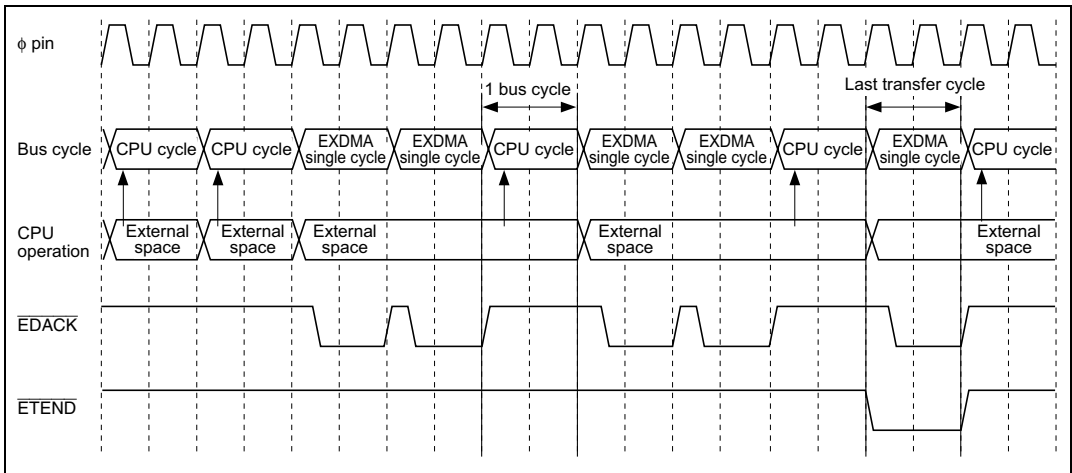 ϕ pin
1 bus cycle
Last transfer cycle
Bus cycle
CPU cycle
CPU cycle
EXDMA
single cycle
EXDMA
single cycle
CPU cycle
EXDMA
single cycle
EXDMA
single cycle
CPU cycle
EXDMA
single cycle
CPU cycle
CPU
operation
External
space
External
space
External
space
External
space
External
space
EDACK
ETEND